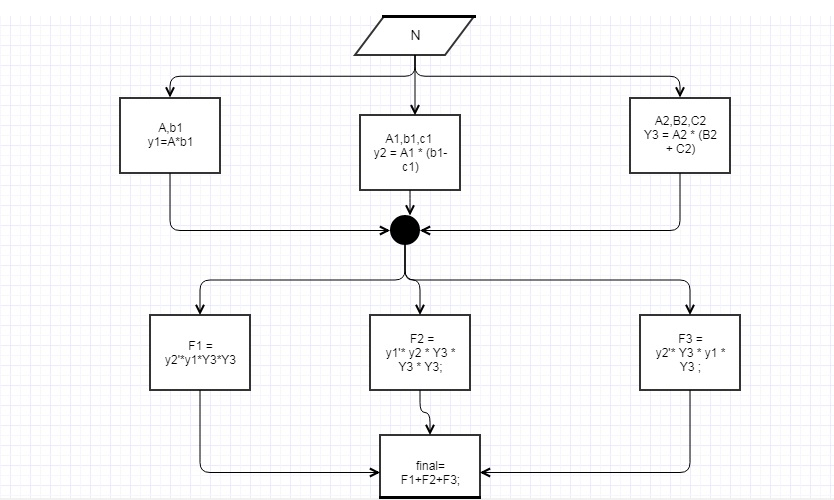 N
A,b1
y1=A*b1
A1,b1,c1
y2 = A1 * (b1-
c1)
A2,B2,C2
Y3 = A2 * (B2
+ C2)
F1 =
y2'*y1*Y3*Y3
F2 =
y1'* y2 * Y3 *
Y3 * Y3;
F3 =
y2'* Y3 * y1 *
Y3 ;
final=
F1+F2+F3;